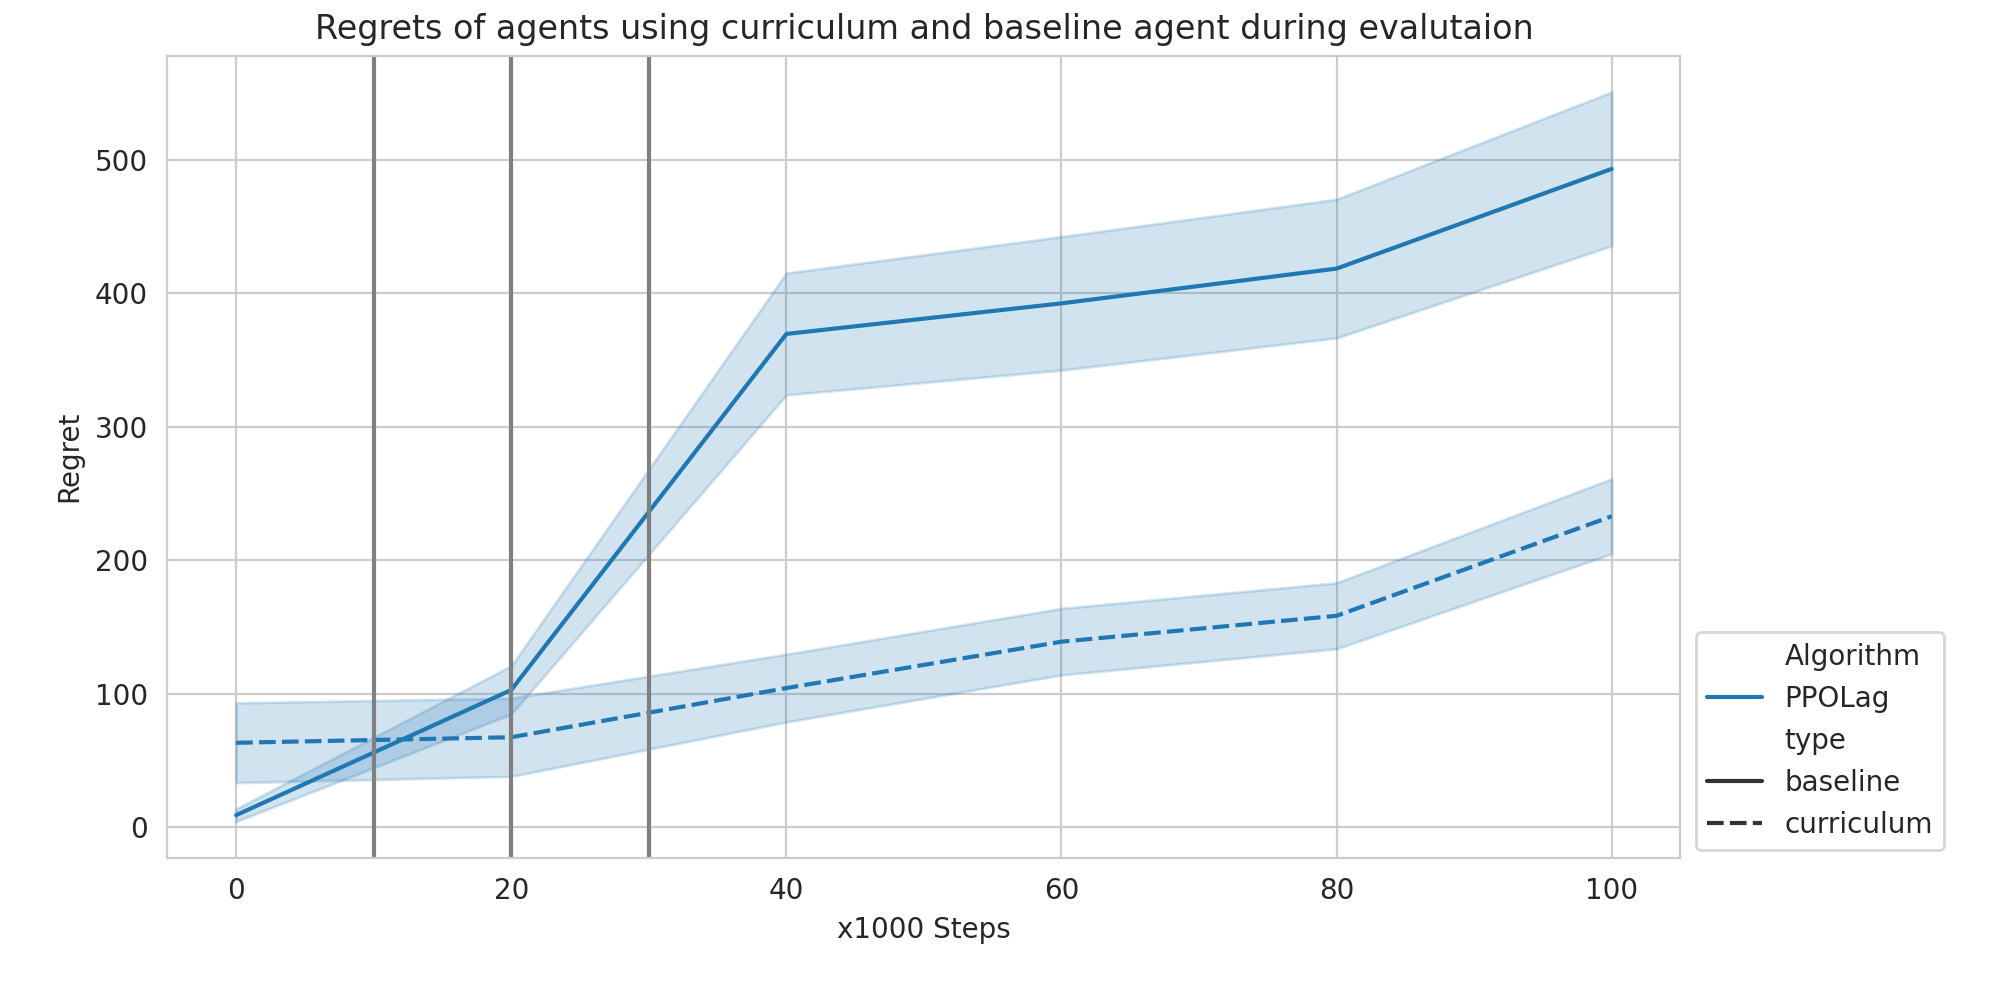 Regrets of agents using curriculum and baseline agent during evalutaion
500
400
300
200
100
0
Regret
0 20 40 60 80 100
x1000 Steps
Algorithm
PPOLag
type
baseline
curriculum